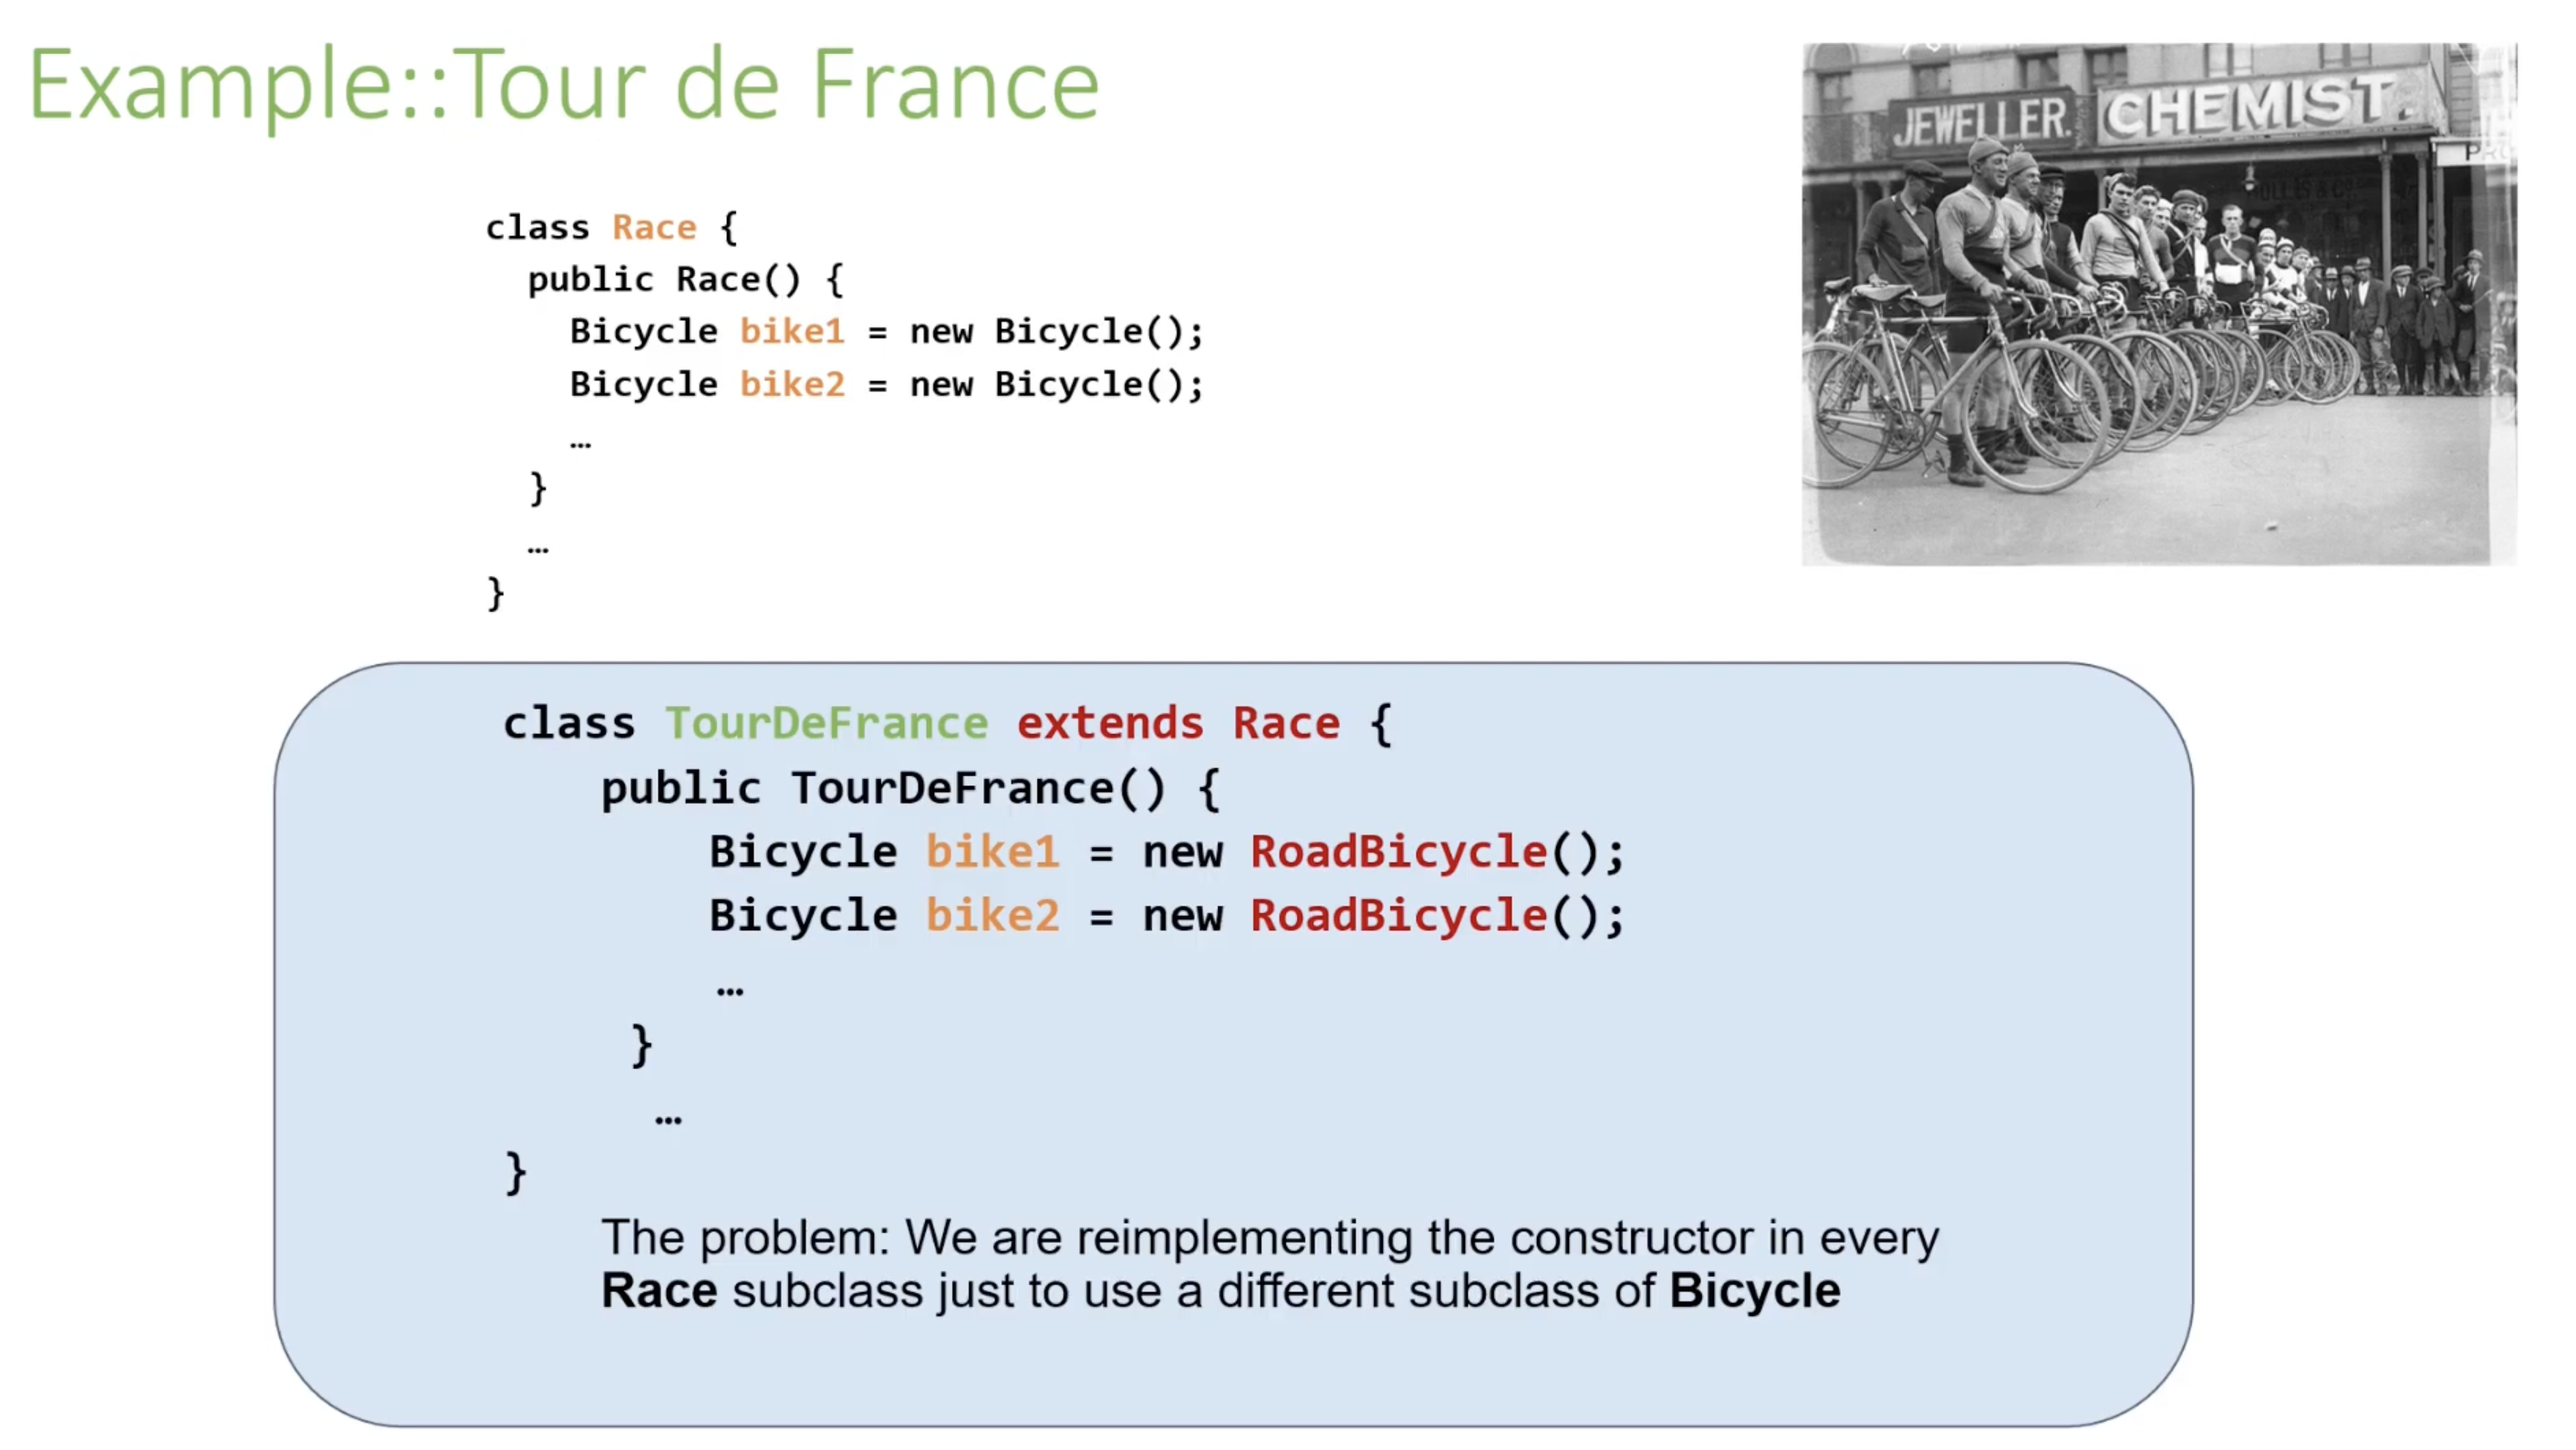 Example::Tour de France
JEWELLER.
CHEMIST.
class Race {
public Race() {
Bicycle bike1 = new Bicycle();
Bicycle bike2 = new Bicycle();
…
}
…
}
class TourDeFrance extends Race {
public TourDeFrance() {
Bicycle bike1 = new RoadBicycle();
Bicycle bike2 = new RoadBicycle();
…
}
…
}
The problem: We are reimplementing the constructor in every
Race subclass just to use a different subclass of Bicycle